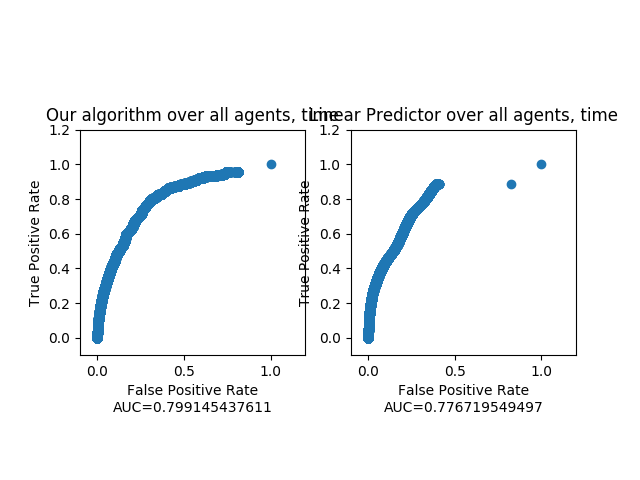 Our algorithm over all agents, time
Linear Predictor over all agents, time
1.2
1.0
0.8
0.6
0.4
0.2
0.0
True Positive Rate
0.0 0.5 1.0
False Positive Rate
AUC=0.799145437611
1.2
1.0
0.8
0.6
0.4
0.2
0.0
True Positive Rate
0.0 0.5 1.0
False Positive Rate
AUC=0.776719549497